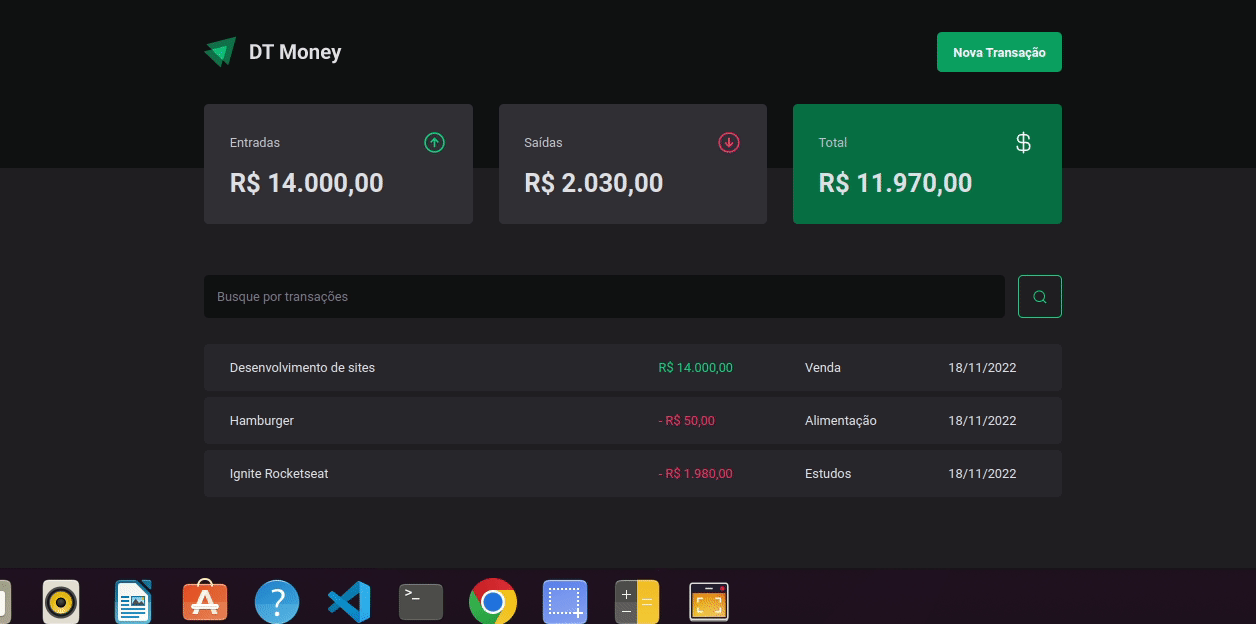 DT Money
Nova Transação
Entradas
R$ 14.000,00
Saídas
R$ 2.030,00
Total
$
R$ 11.970,00
Busque por transações
Desenvolvimento de sites R$ 14.000,00 Venda 18/11/2022
Hamburger - R$ 50,00 Alimentação 18/11/2022
Ignite Rocketseat - R$ 1.980,00 Estudos 18/11/2022